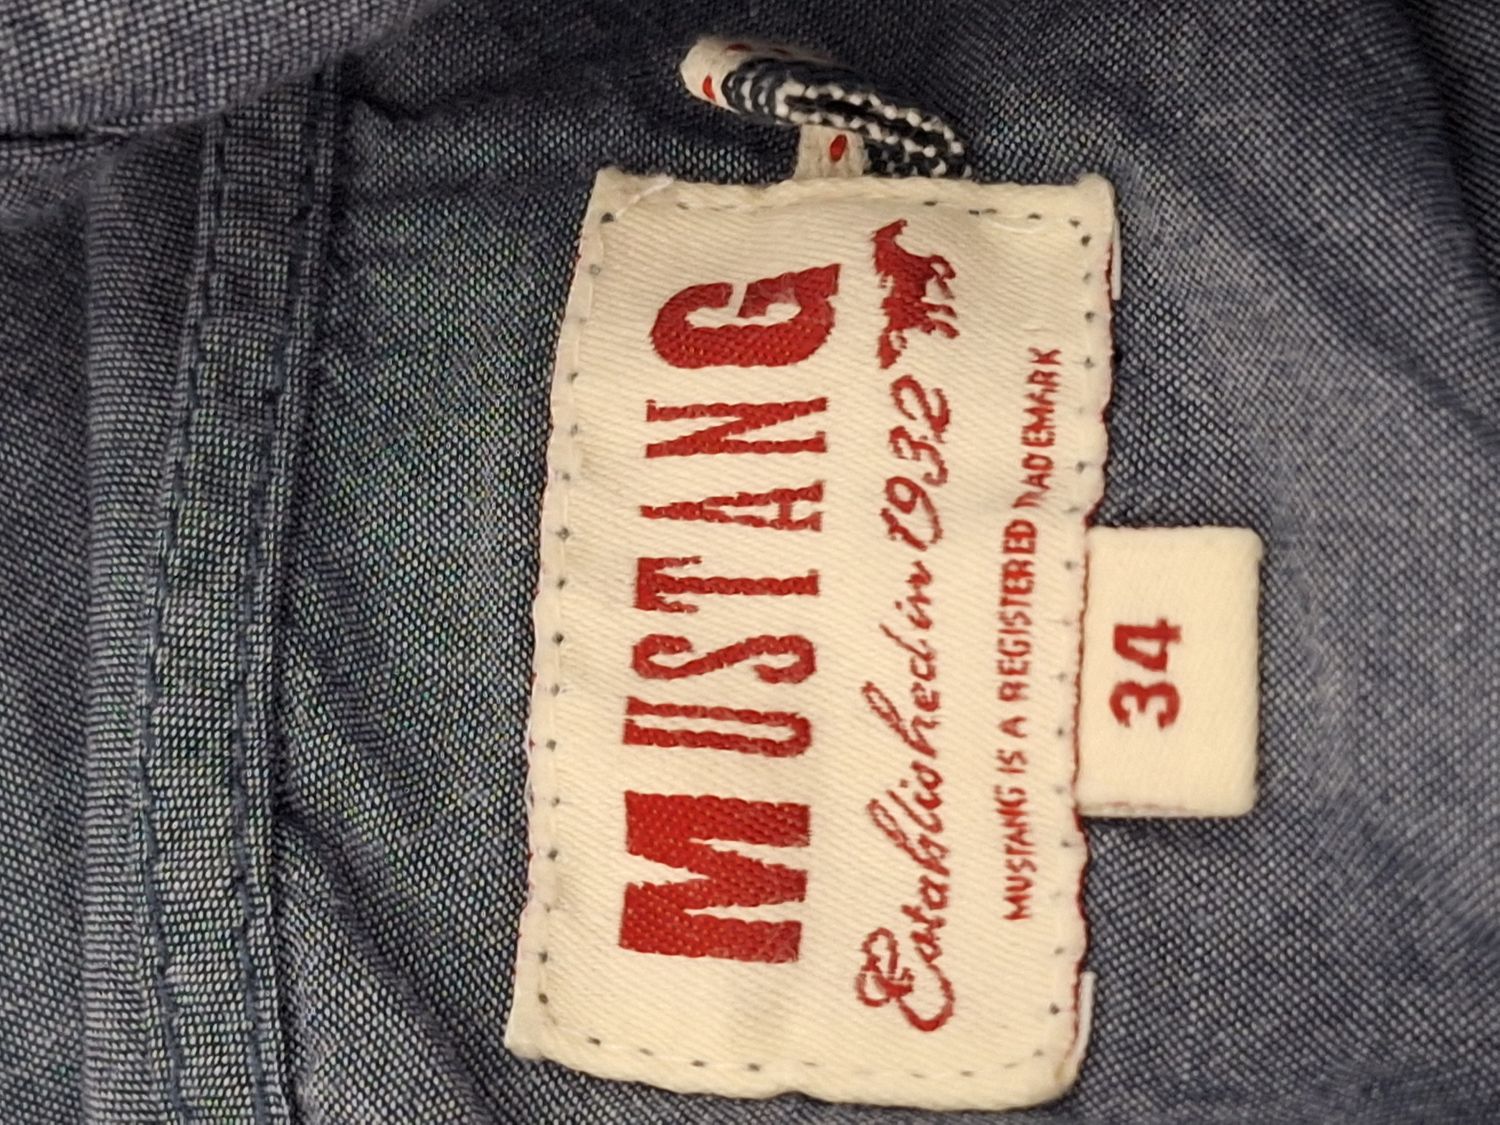 MUSTANG
Established in 1932
MUSTANG IS A REGISTERED TRADEMARK
34